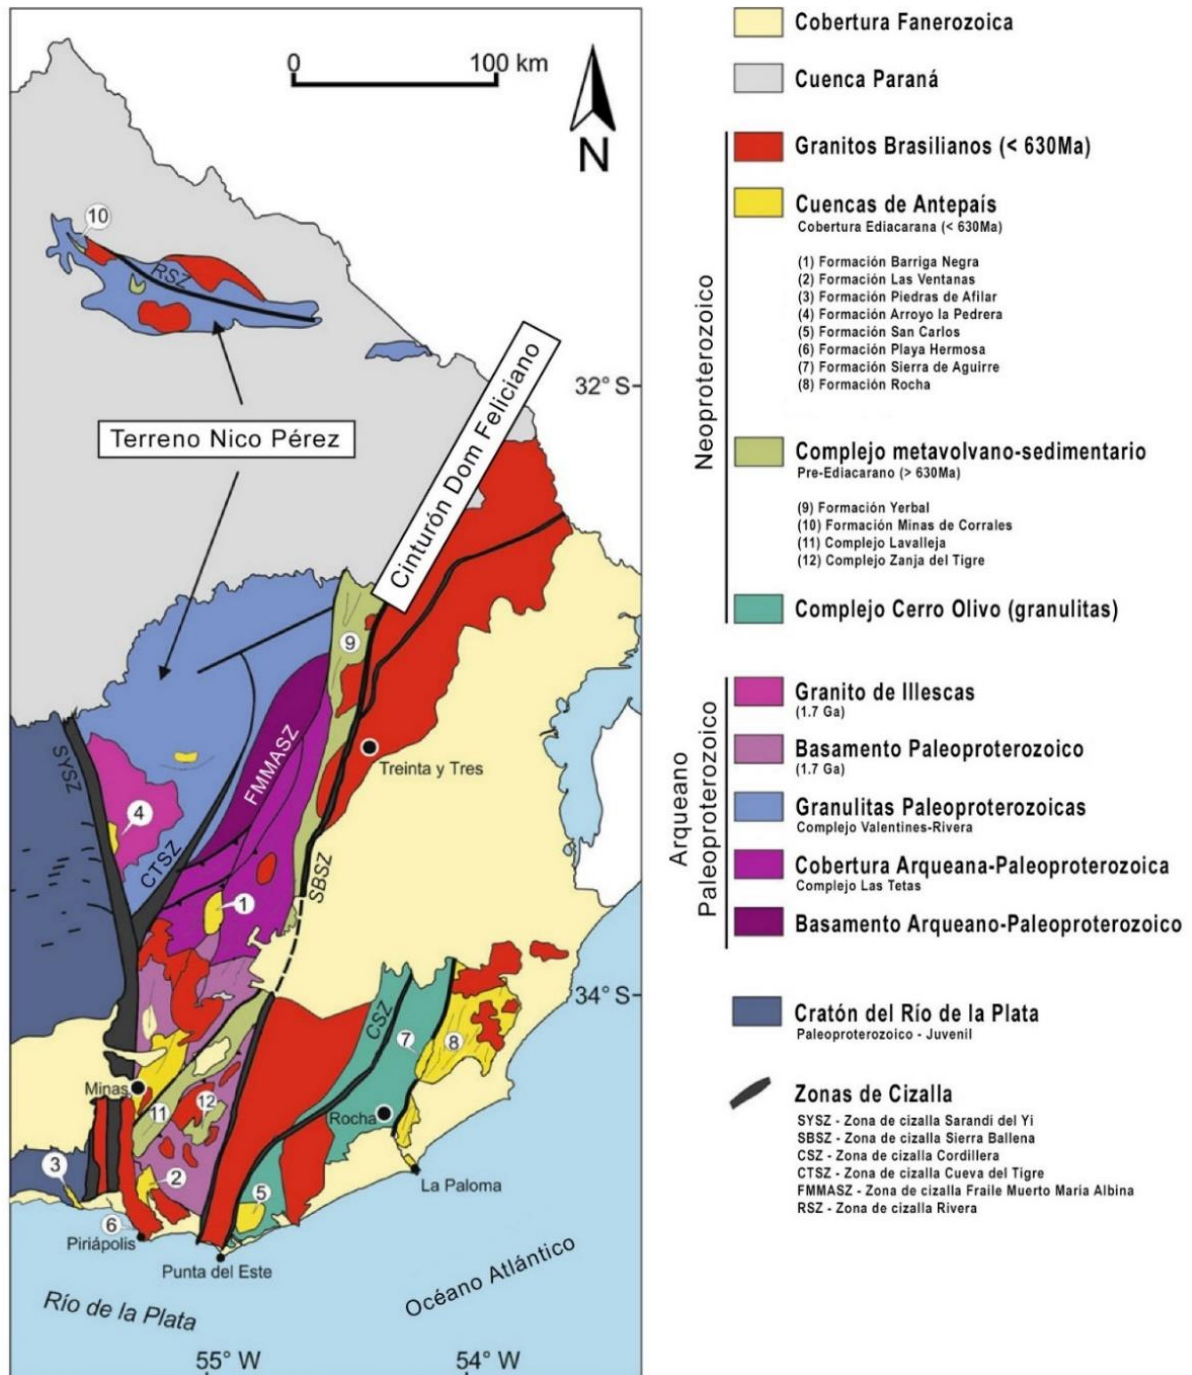 0
100 km
N
10
RSZ
32° S
Terreno Nico Pérez
Cinturón Dom Feliciano
9
SYSZ
FMMASZ
Treinta y Tres
4
CTSZ
SBSZ
1
34° S
CSZ
7
8
Minas
12
11
Rocha
3
2
La Paloma
5
6
Piriápolis
Punta del Este
Océano Atlántico
Río de la Plata
55° W
54° W
Cobertura Fanerozoica
Cuenca Paraná
Neoproterozoico
Granitos Brasilianos (< 630Ma)
Cuencas de Antepaís
Cobertura Ediacarana (< 630Ma)
(1) Formación Barriga Negra
(2) Formación Las Ventanas
(3) Formación Piedras de Afilar
(4) Formación Arroyo la Pedrera
(5) Formación San Carlos
(6) Formación Playa Hermosa
(7) Formación Sierra de Aguirre
(8) Formación Rocha
Complejo metavolvano-sedimentario
Pre-Ediacarano (> 630Ma)
(9) Formación Yerbal
(10) Formación Minas de Corrales
(11) Complejo Lavalleja
(12) Complejo Zanja del Tigre
Complejo Cerro Olivo (granulitas)
Arqueano
Paleoproterozoico
Granito de Illescas
(1.7 Ga)
Basamento Paleoproterozoico
(1.7 Ga)
Granulitas Paleoproterozoicas
Complejo Valentines-Rivera
Cobertura Arqueana-Paleoproterozoica
Complejo Las Tetas
Basamento Arqueano-Paleoproterozoico
Cratón del Río de la Plata
Paleoproterozoico - Juvenil
Zonas de Cizalla
SYSZ - Zona de cizalla Sarandi del Yi
SBSZ - Zona de cizalla Sierra Ballena
CSZ - Zona de cizalla Cordillera
CTSZ - Zona de cizalla Cueva del Tigre
FMMASZ - Zona de cizalla Fraile Muerto María Albina
RSZ - Zona de cizalla Rivera